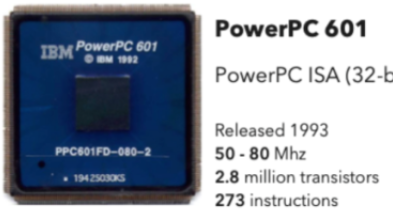 IBM PowerPC 601
© IBM 1992
PPC601FD-080-2
1942S030KS
PowerPC 601
PowerPC ISA (32-b
Released 1993
50 - 80 Mhz
2.8 million transistors
273 instructions